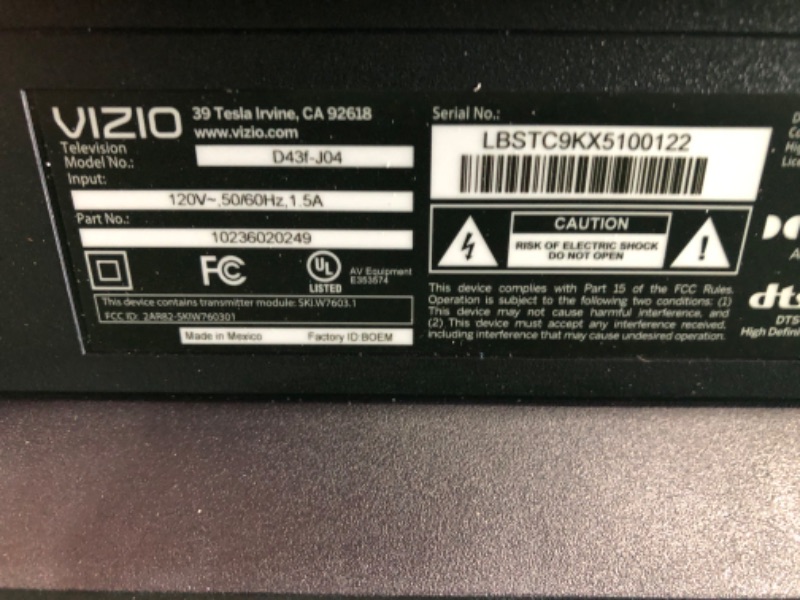 VIZIO
39 Tesla Irvine, CA 92618
www.vizio.com
Television
Model No.:
D43f-J04
Input:
120V~,50/60Hz,1.5A
Part No.:
10236020249
FC
UL
LISTED
AV Equipment
E353574
This device contains transmitter module: SKI.W7603.1
FCC ID: 2AR82-SKIW760301
Made in Mexico
Factory ID:BOEM
Serial No.:
LBSTC9KX5100122
CAUTION
RISK OF ELECTRIC SHOCK
DO NOT OPEN
This device complies with Part 15 of the FCC Rules.
Operation is subject to the following two conditions: (1)
This device may not cause harmful interference, and
(2) This device must accept any interference received,
including interference that may cause undesired operation.
dts
DTS
High Defini